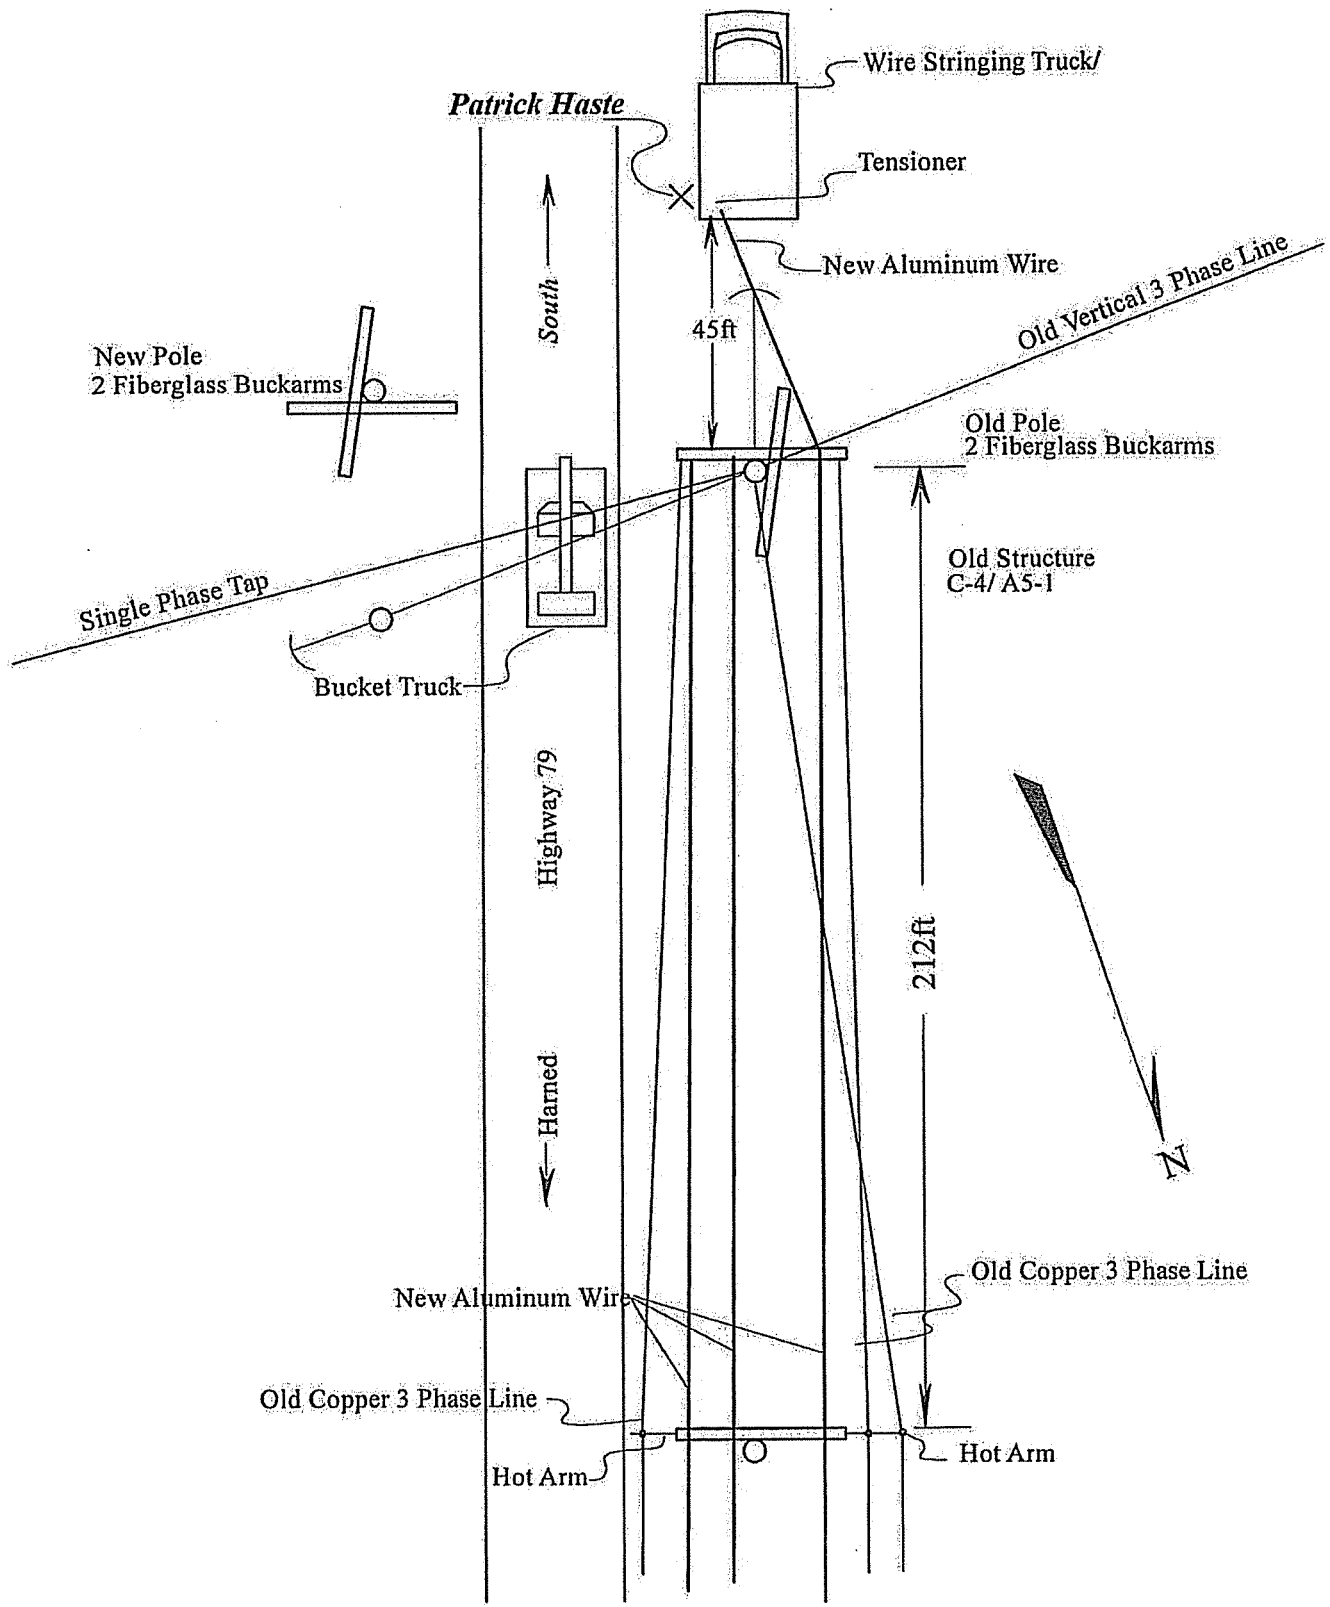 Wire Stringing Truck/
Patrick Haste
Tensioner
New Aluminum Wire
Old Vertical 3 Phase Line
South
45ft
New Pole
2 Fiberglass Buckarms
Old Pole
2 Fiberglass Buckarms
Old Structure
C-4/ A5-1
Single Phase Tap
Bucket Truck
Highway 79
212ft
Harned
N
Old Copper 3 Phase Line
New Aluminum Wire
Old Copper 3 Phase Line
Hot Arm
Hot Arm